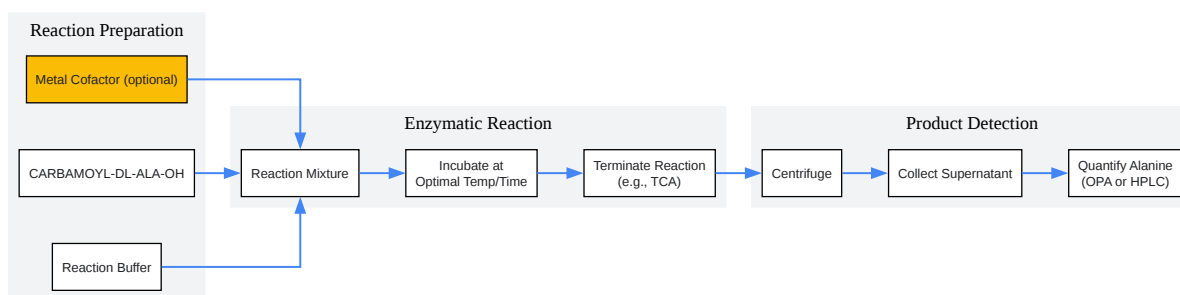 Reaction Preparation
Metal Cofactor (optional)
CARBAMOYL-DL-ALA-OH
Reaction Buffer
Enzymatic Reaction
Reaction Mixture
Incubate at
Optimal Temp/Time
Terminate Reaction
(e.g., TCA)
Product Detection
Centrifuge
Collect Supernatant
Quantify Alanine
(OPA or HPLC)